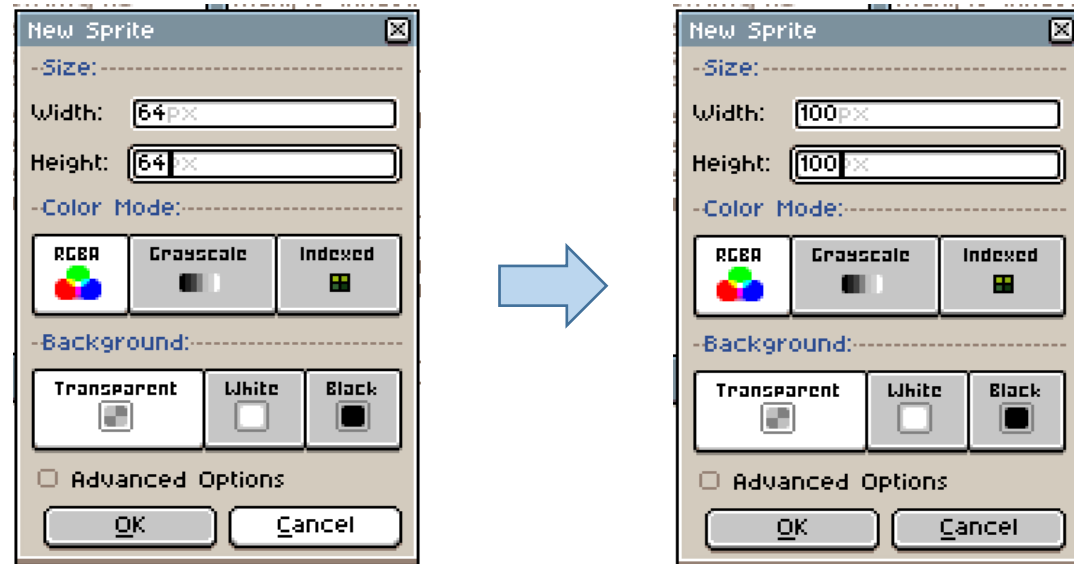 New Sprite
Size:
Width: 64px
Height: 64px
Color Mode:
RGBA Grayscale Indexed
Background:
Transparent White Black
Advanced Options
OK Cancel
New Sprite
Size:
Width: 100px
Height: 100px
Color Mode:
RGBA Grayscale Indexed
Background:
Transparent White Black
Advanced Options
OK Cancel